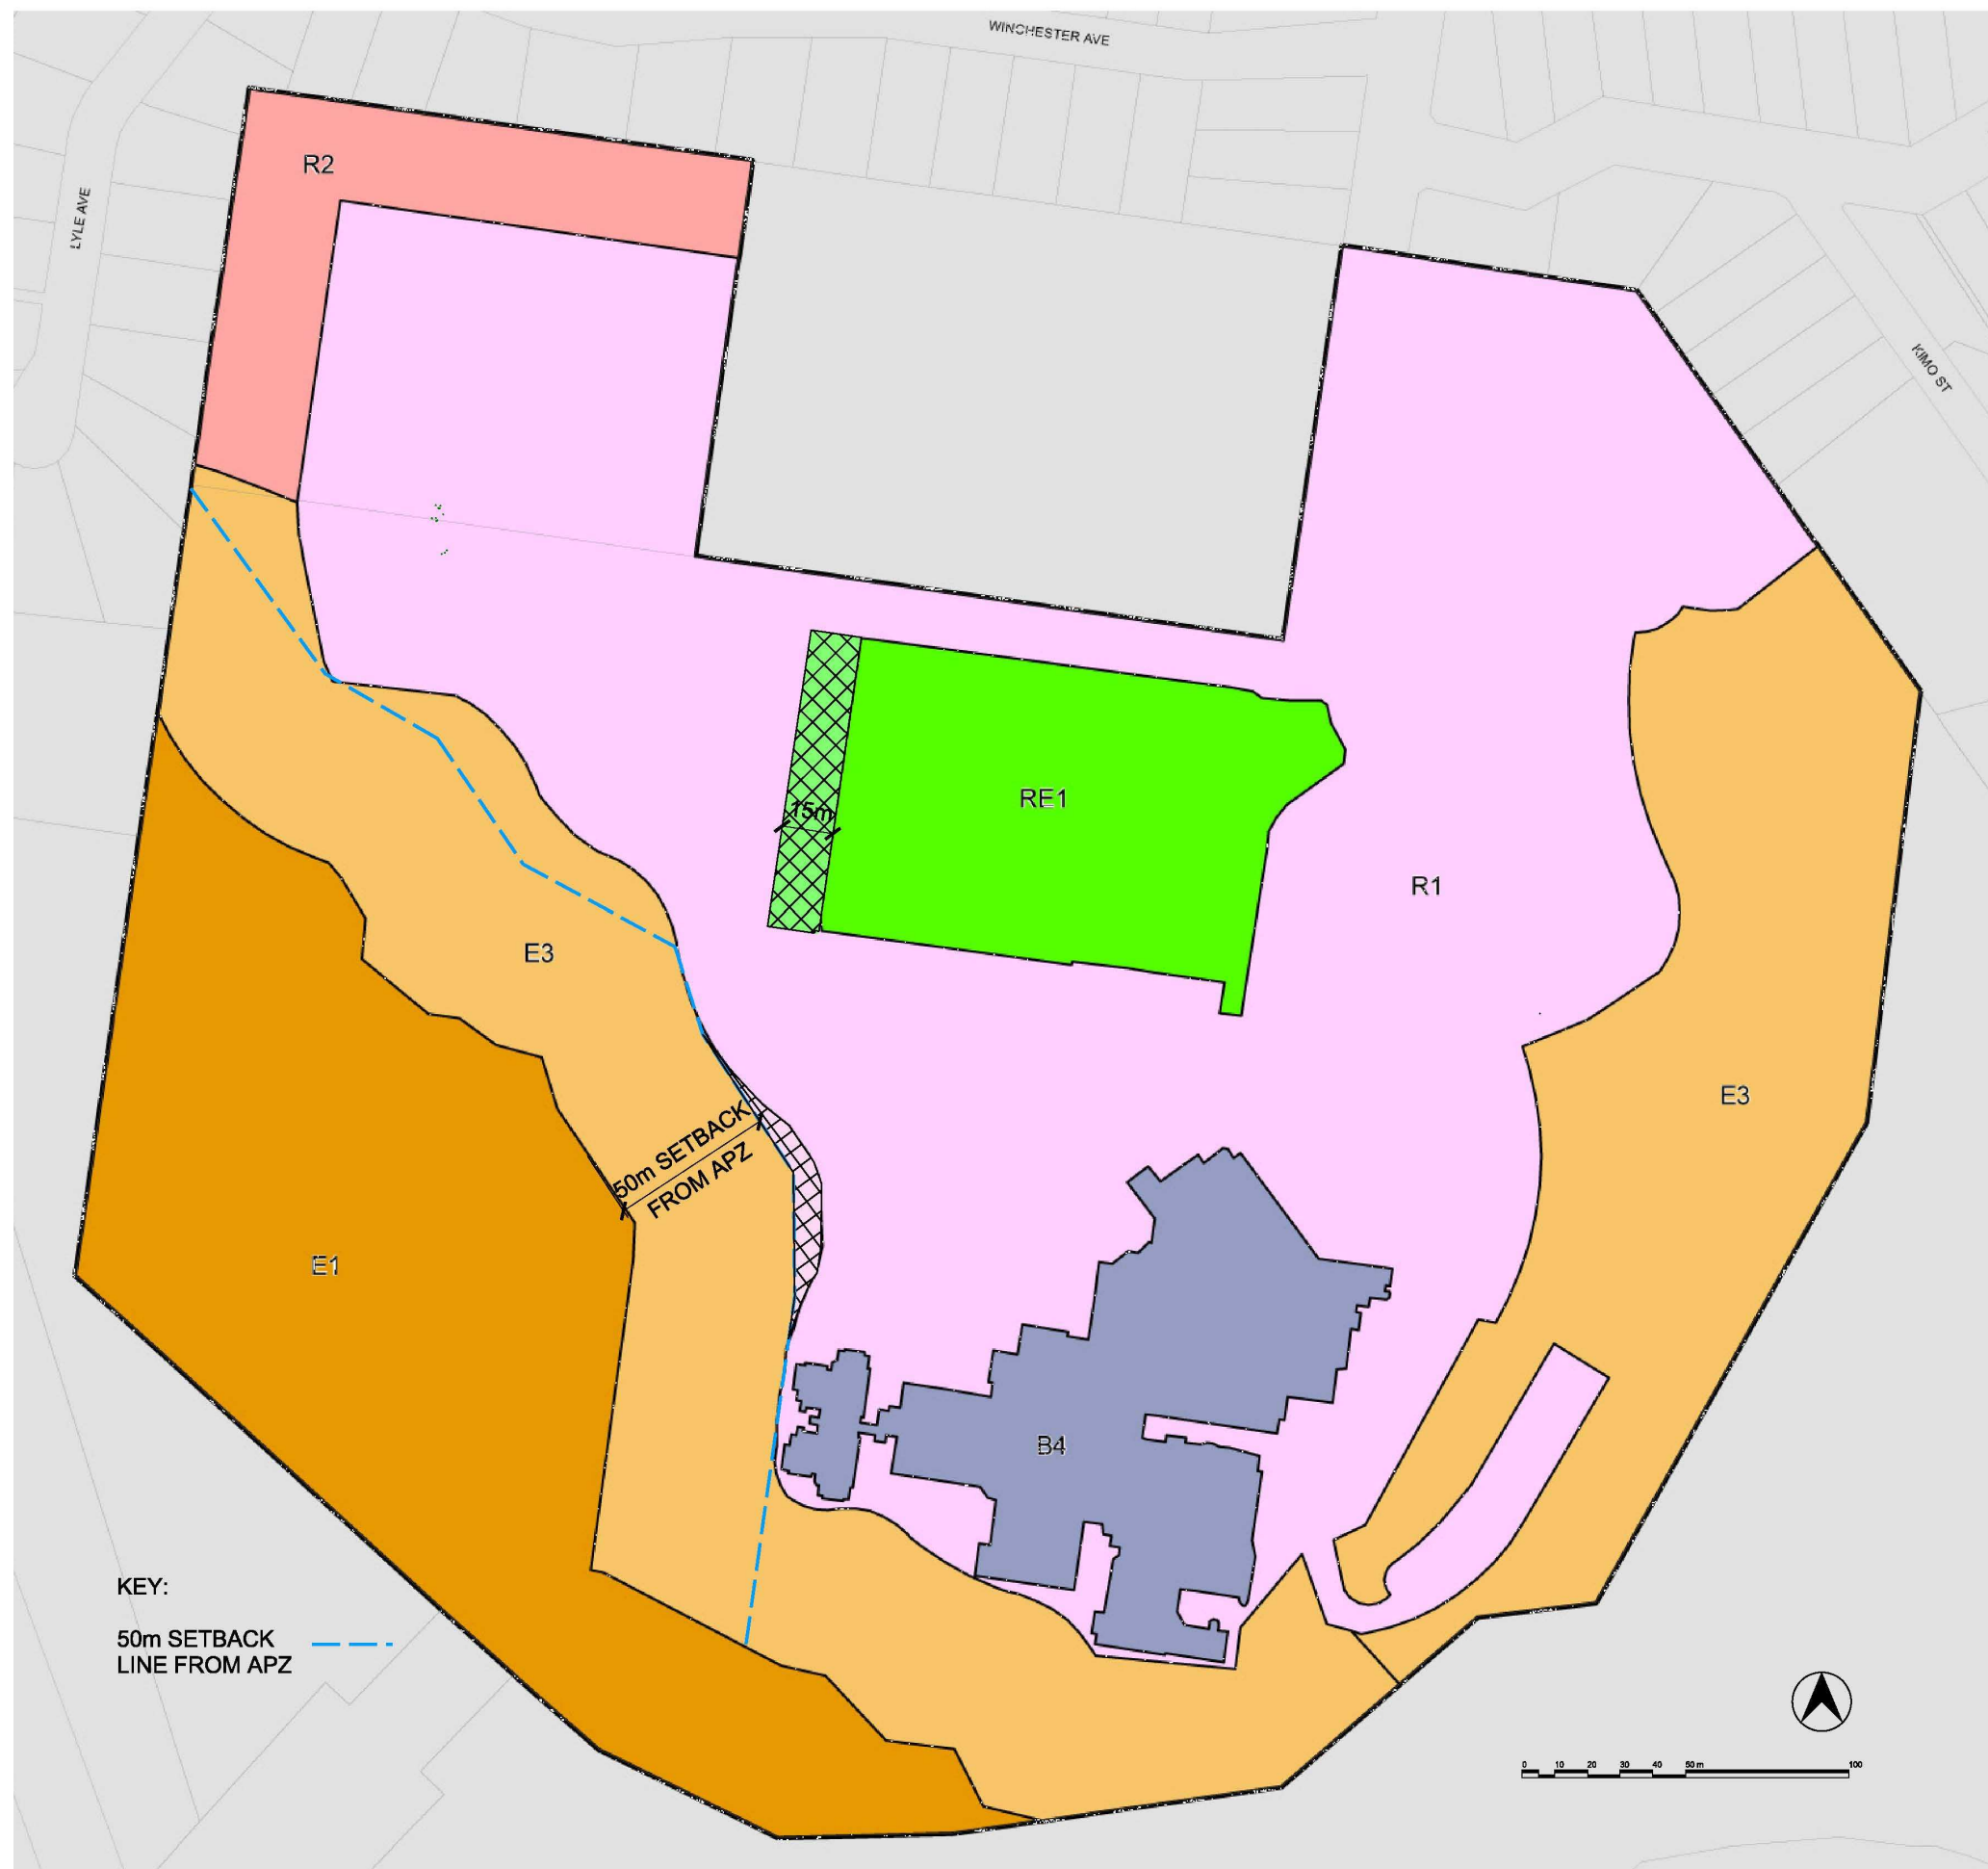 WINCHESTER AVE
R2
LYLE AVE
KIMO ST
RE1
15m
R1
E3
E3
50m SETBACK
FROM APZ
E1
B4
KEY:
50m SETBACK
LINE FROM APZ
0 10 20 30 40 50 m 100